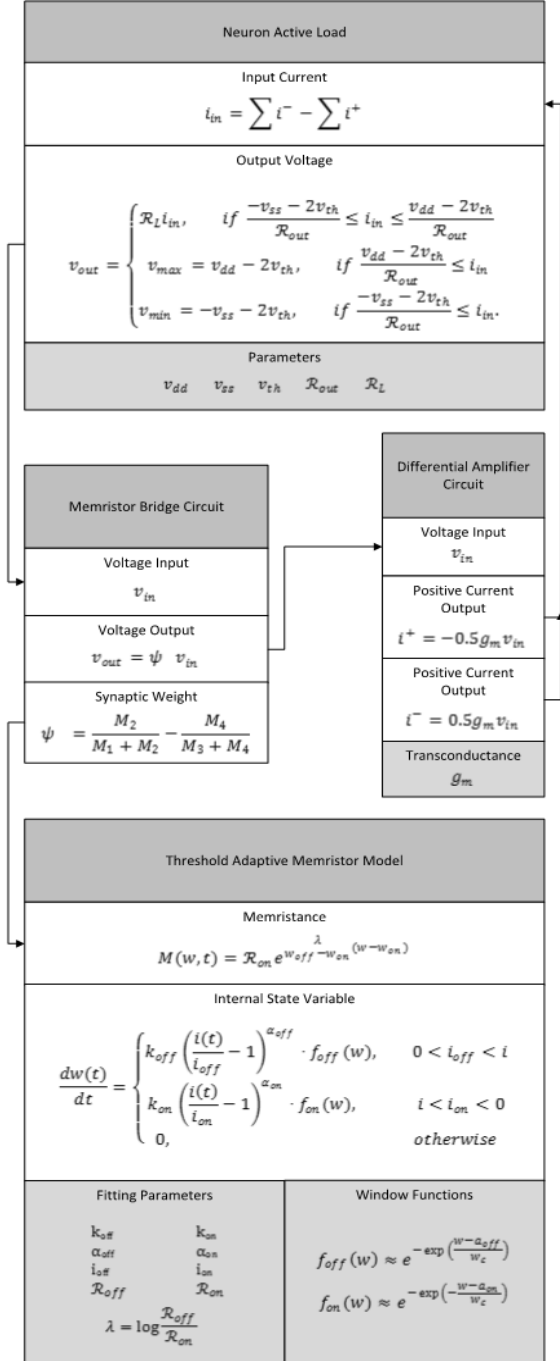 Neuron Active Load
Input Current
i_in = ∑ i⁻ − ∑ i⁺
Output Voltage
v_out = { ℛ_L i_in, if (−v_ss − 2v_th)/ℛ_out ≤ i_in ≤ (v_dd − 2v_th)/ℛ_out
v_max = v_dd − 2v_th, if (v_dd − 2v_th)/ℛ_out ≤ i_in
v_min = −v_ss − 2v_th, if (−v_ss − 2v_th)/ℛ_out ≤ i_in.
Parameters
v_dd v_ss v_th ℛ_out ℛ_L
Memristor Bridge Circuit
Voltage Input
v_in
Voltage Output
v_out = ψ v_in
Synaptic Weight
ψ = M_2/(M_1 + M_2) − M_4/(M_3 + M_4)
Differential Amplifier
Circuit
Voltage Input
v_in
Positive Current
Output
i⁺ = −0.5g_m v_in
Positive Current
Output
i⁻ = 0.5g_m v_in
Transconductance
g_m
Threshold Adaptive Memristor Model
Memristance
M(w, t) = ℛ_on e^(λ/(w_off − w_on) (w − w_on))
Internal State Variable
dw(t)/dt = { k_off (i(t)/i_off − 1)^α_off · f_off(w), 0 < i_off < i
k_on (i(t)/i_on − 1)^α_on · f_on(w), i < i_on < 0
0, otherwise
Fitting Parameters
k_off k_on
α_off α_on
i_off i_on
ℛ_off ℛ_on
λ = log ℛ_off/ℛ_on
Window Functions
f_off(w) ≈ e^(−exp((w − a_off)/w_c))
f_on(w) ≈ e^(−exp(−(w − a_on)/w_c))